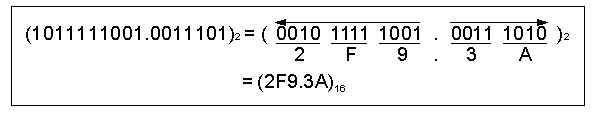 (1011111001.0011101)₂ = ( 0010 1111 1001 . 0011 1010 )₂
2 F 9 . 3 A
= (2F9.3A)₁₆